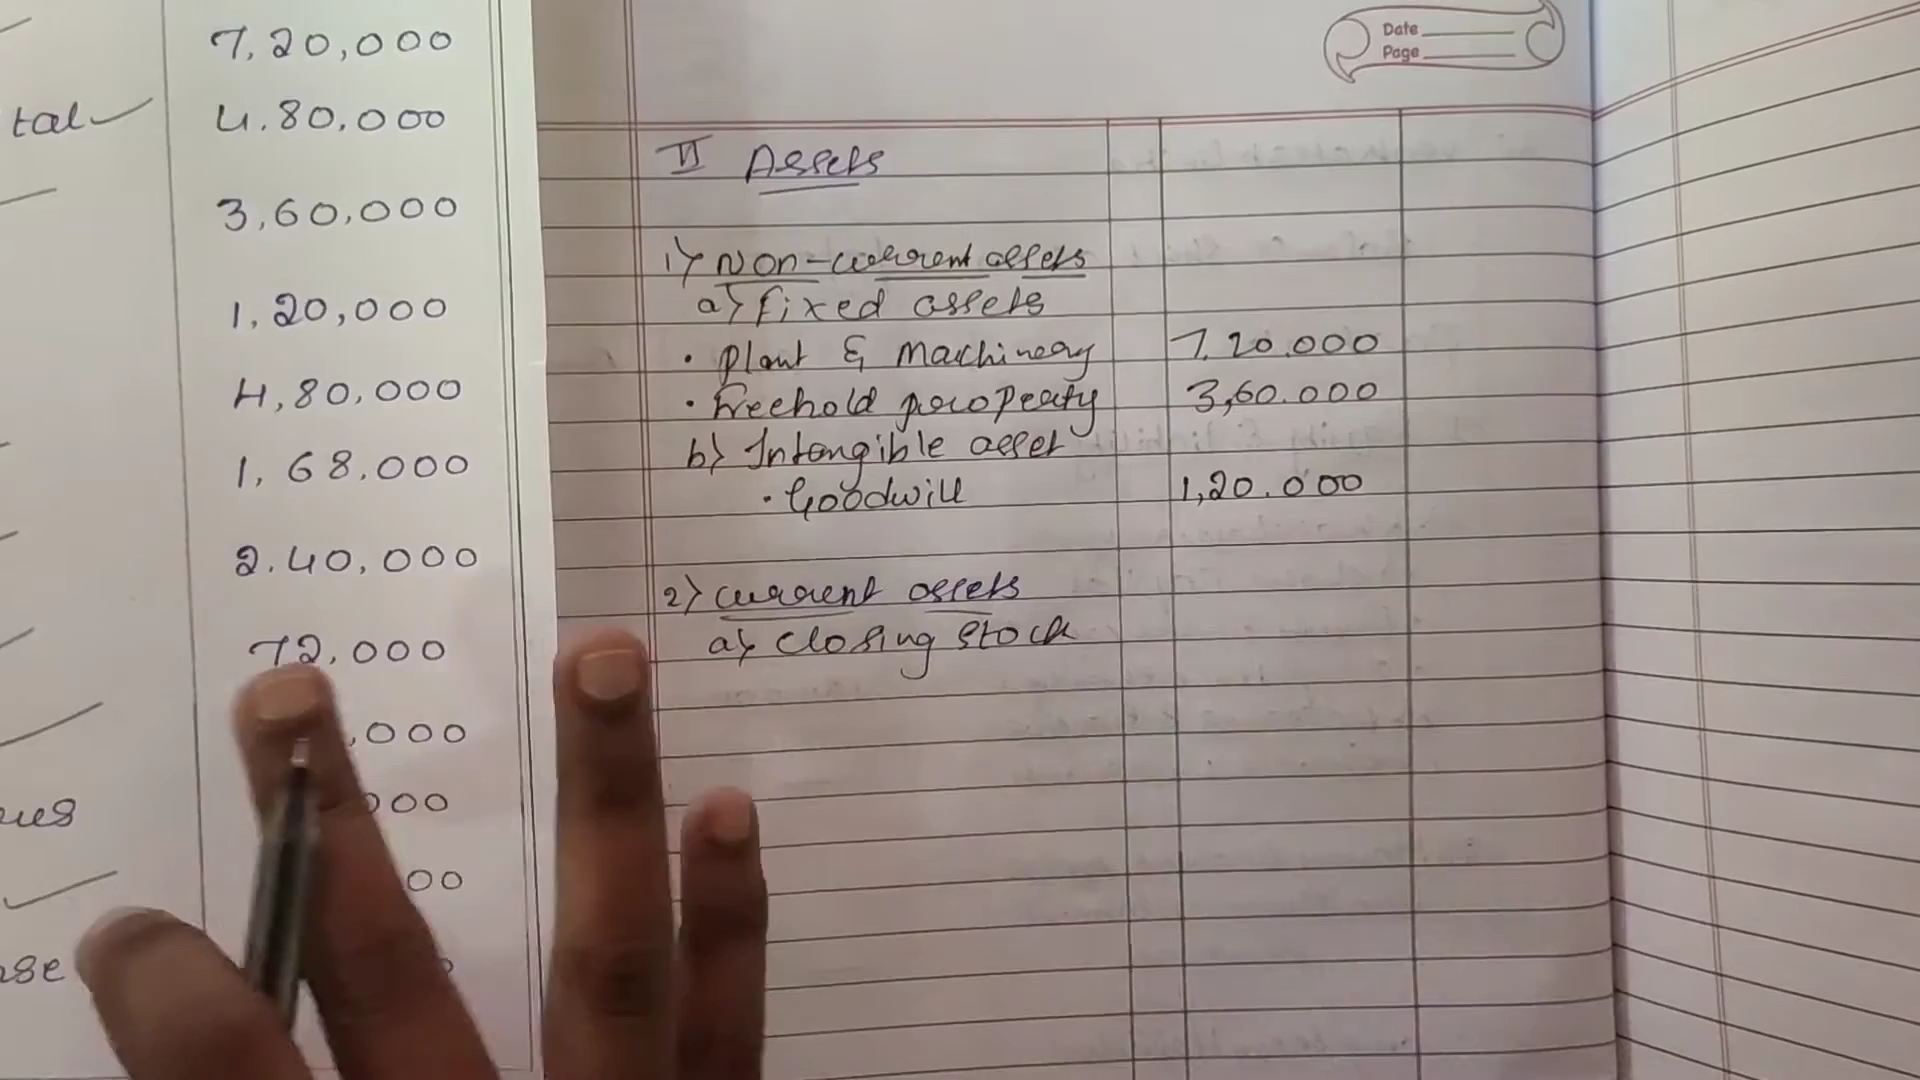 7,20,000
tal
4.80,000
3,60,000
1,20,000
4,80,000
1,68.000
2.40,000
72,000
,000
000
00
Date
Page
II Assets
1) Non-current assets
a) fixed assets
• plant & Machinery 7.20.000
• Freehold property 3,60.000
b) Intangible asset
• Goodwill 1,20.000
2) current assets
a) Closing stock